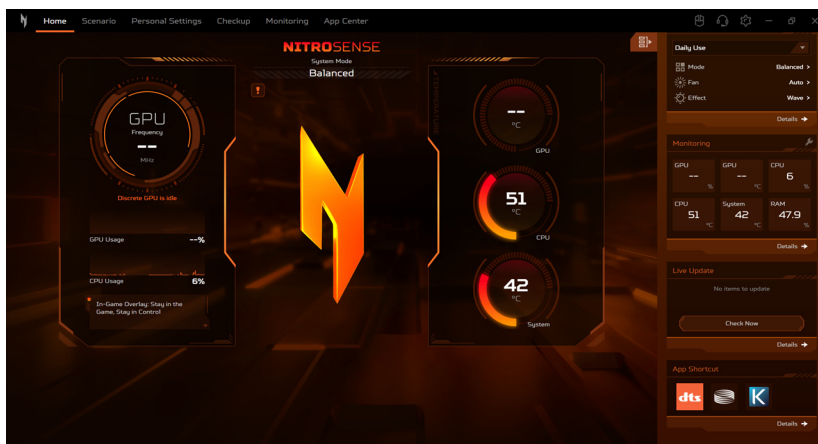 Home Scenario Personal Settings Checkup Monitoring App Center
NITROSENSE
System Mode
Balanced
GPU
Frequency
--
MHz
Discrete GPU is idle
GPU Usage --%
CPU Usage 6%
In-Game Overlay: Stay in the
Game, Stay in Control
TEMPERATURE
--
°C
GPU
51
°C
CPU
42
°C
System
Daily Use
Mode Balanced >
Fan Auto >
Effect Wave >
Details →
Monitoring
GPU GPU CPU
-- -- 6
% °C %
CPU System RAM
51 42 47.9
°C °C %
Details →
Live Update
No items to update
Check Now
Details →
App Shortcut
dts K
Details →